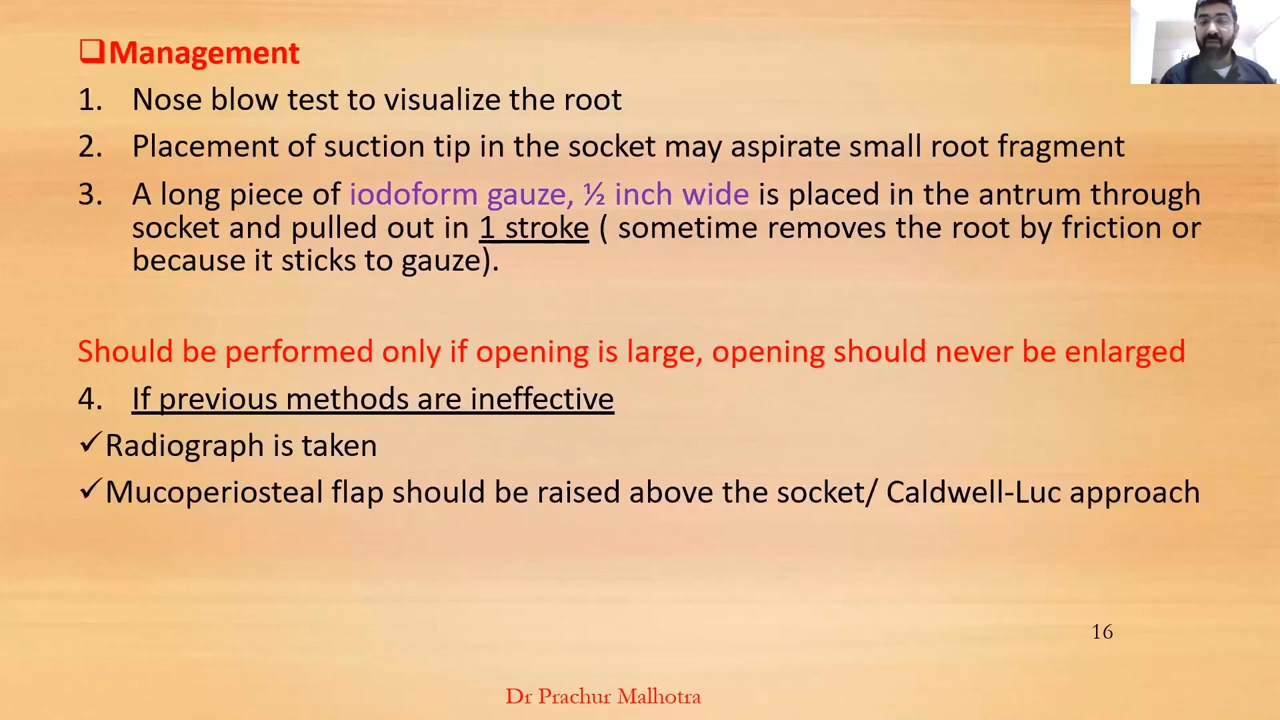 ❑Management
1. Nose blow test to visualize the root
2. Placement of suction tip in the socket may aspirate small root fragment
3. A long piece of iodoform gauze, ½ inch wide is placed in the antrum through
socket and pulled out in 1 stroke ( sometime removes the root by friction or
because it sticks to gauze).
Should be performed only if opening is large, opening should never be enlarged
4. If previous methods are ineffective
✓Radiograph is taken
✓Mucoperiosteal flap should be raised above the socket/ Caldwell-Luc approach
16
Dr Prachur Malhotra